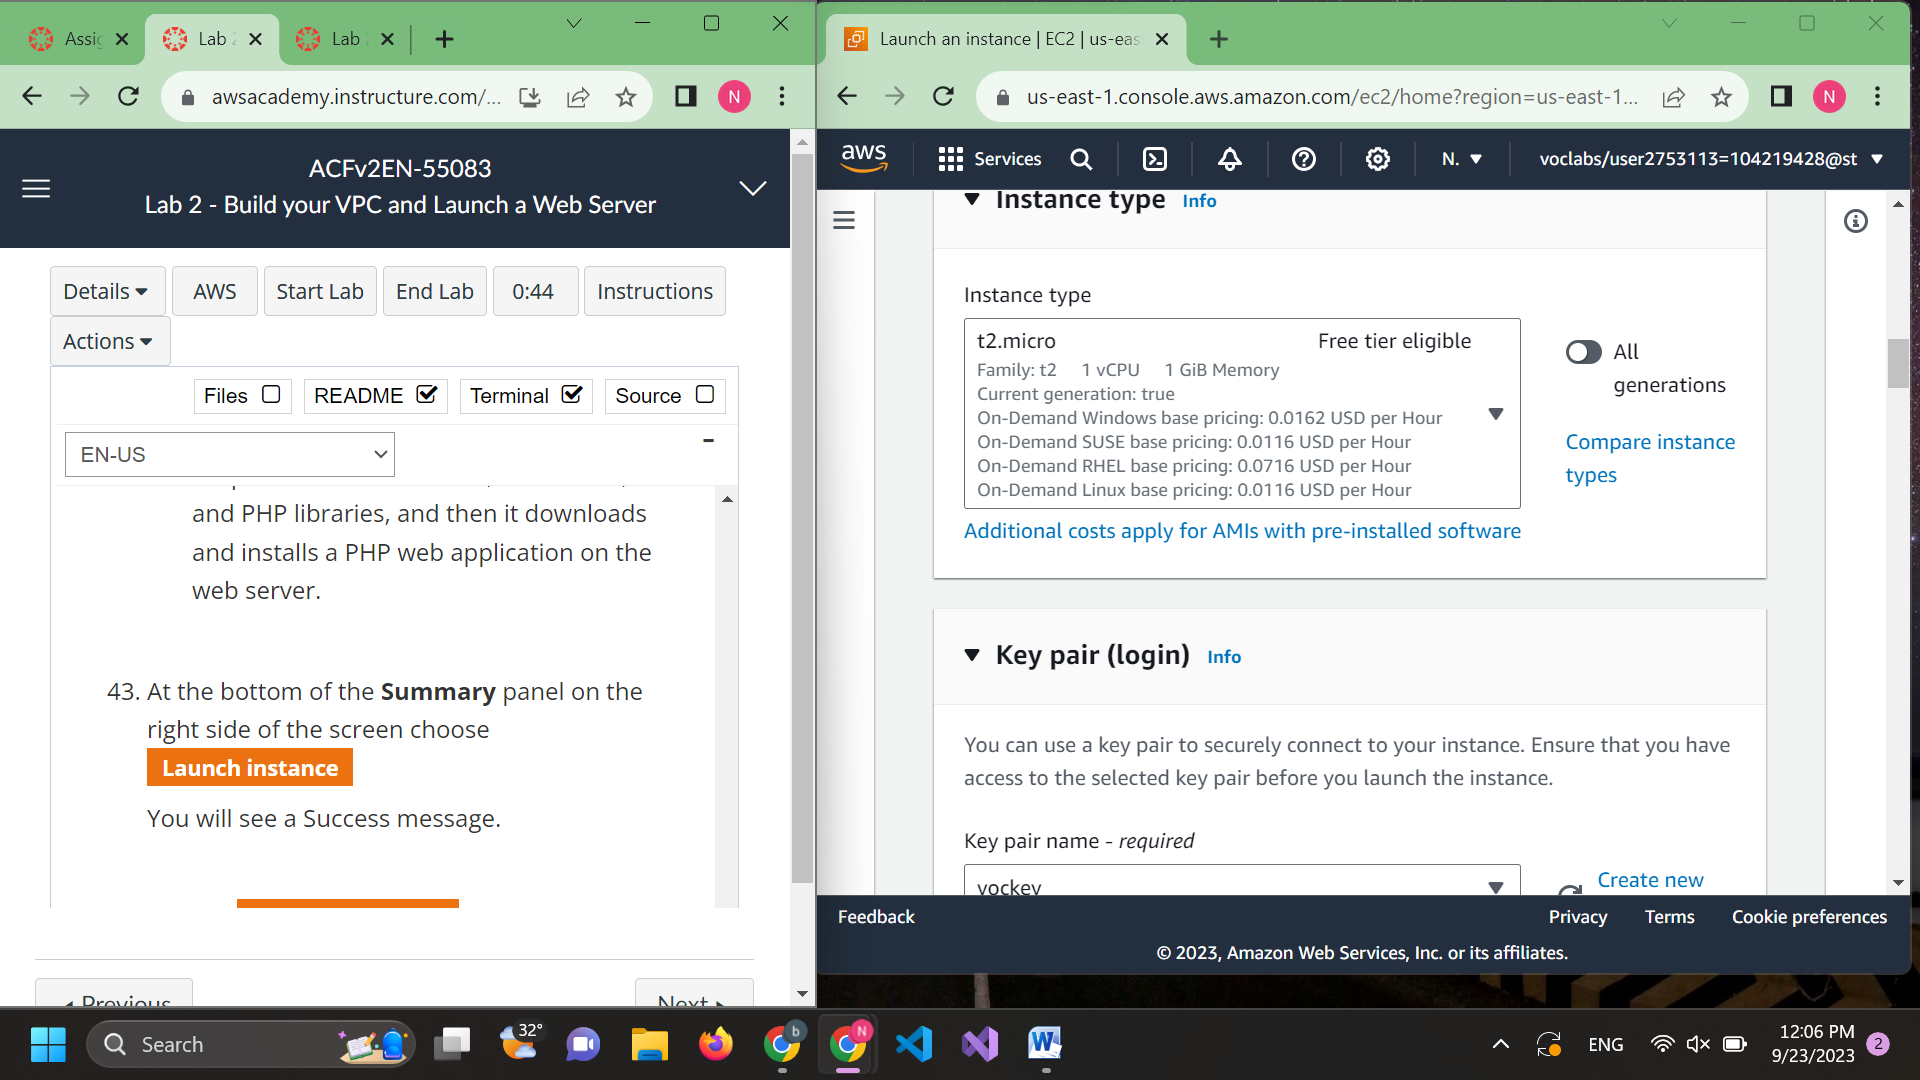 Assig
Lab 2
Lab
awsacademy.instructure.com/...
N
ACFv2EN-55083
Lab 2 - Build your VPC and Launch a Web Server
Details
AWS
Start Lab
End Lab
0:44
Instructions
Actions
Files
README
Terminal
Source
EN-US
and PHP libraries, and then it downloads
and installs a PHP web application on the
web server.
43. At the bottom of the Summary panel on the
right side of the screen choose
Launch instance
You will see a Success message.
Previous
Next
Launch an instance | EC2 | us-eas
us-east-1.console.aws.amazon.com/ec2/home?region=us-east-1...
N
aws
Services
N.
voclabs/user2753113=104219428@st
Instance type Info
Instance type
t2.micro
Free tier eligible
Family: t2 1 vCPU 1 GiB Memory
Current generation: true
On-Demand Windows base pricing: 0.0162 USD per Hour
On-Demand SUSE base pricing: 0.0116 USD per Hour
On-Demand RHEL base pricing: 0.0716 USD per Hour
On-Demand Linux base pricing: 0.0116 USD per Hour
All
generations
Compare instance
types
Additional costs apply for AMIs with pre-installed software
Key pair (login) Info
You can use a key pair to securely connect to your instance. Ensure that you have
access to the selected key pair before you launch the instance.
Key pair name - required
vockey
Create new
Feedback
Privacy
Terms
Cookie preferences
© 2023, Amazon Web Services, Inc. or its affiliates.
Search
32°
b
N
ENG
12:06 PM
9/23/2023
2